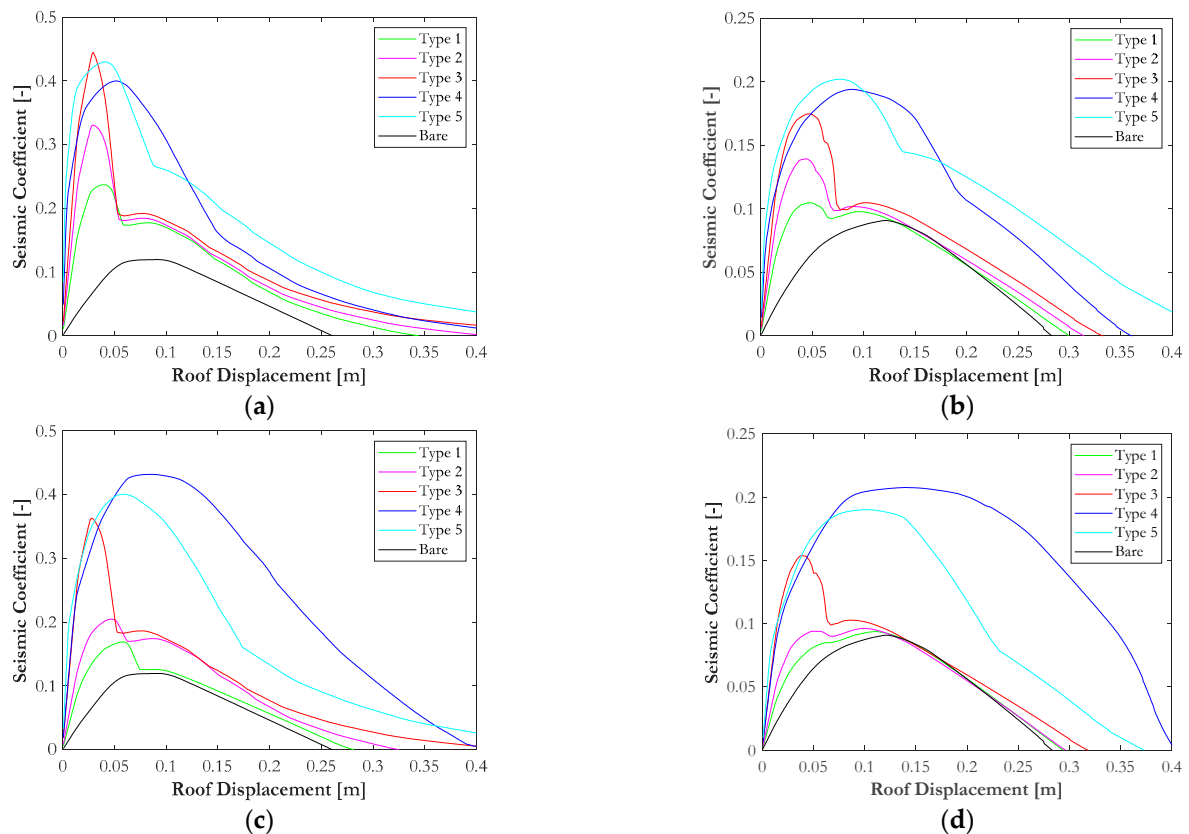 0.5
0.4
0.3
0.2
0.1
0
Seismic Coefficient [-]
Type 1
Type 2
Type 3
Type 4
Type 5
Bare
0 0.05 0.1 0.15 0.2 0.25 0.3 0.35 0.4
Roof Displacement [m]
(a)
0.25
0.2
0.15
0.1
0.05
0
Seismic Coefficient [-]
Type 1
Type 2
Type 3
Type 4
Type 5
Bare
0 0.05 0.1 0.15 0.2 0.25 0.3 0.35 0.4
Roof Displacement [m]
(b)
0.5
0.4
0.3
0.2
0.1
0
Seismic Coefficient [-]
Type 1
Type 2
Type 3
Type 4
Type 5
Bare
0 0.05 0.1 0.15 0.2 0.25 0.3 0.35 0.4
Roof Displacement [m]
(c)
0.25
0.2
0.15
0.1
0.05
0
Seismic Coefficient [-]
Type 1
Type 2
Type 3
Type 4
Type 5
Bare
0 0.05 0.1 0.15 0.2 0.25 0.3 0.35 0.4
Roof Displacement [m]
(d)